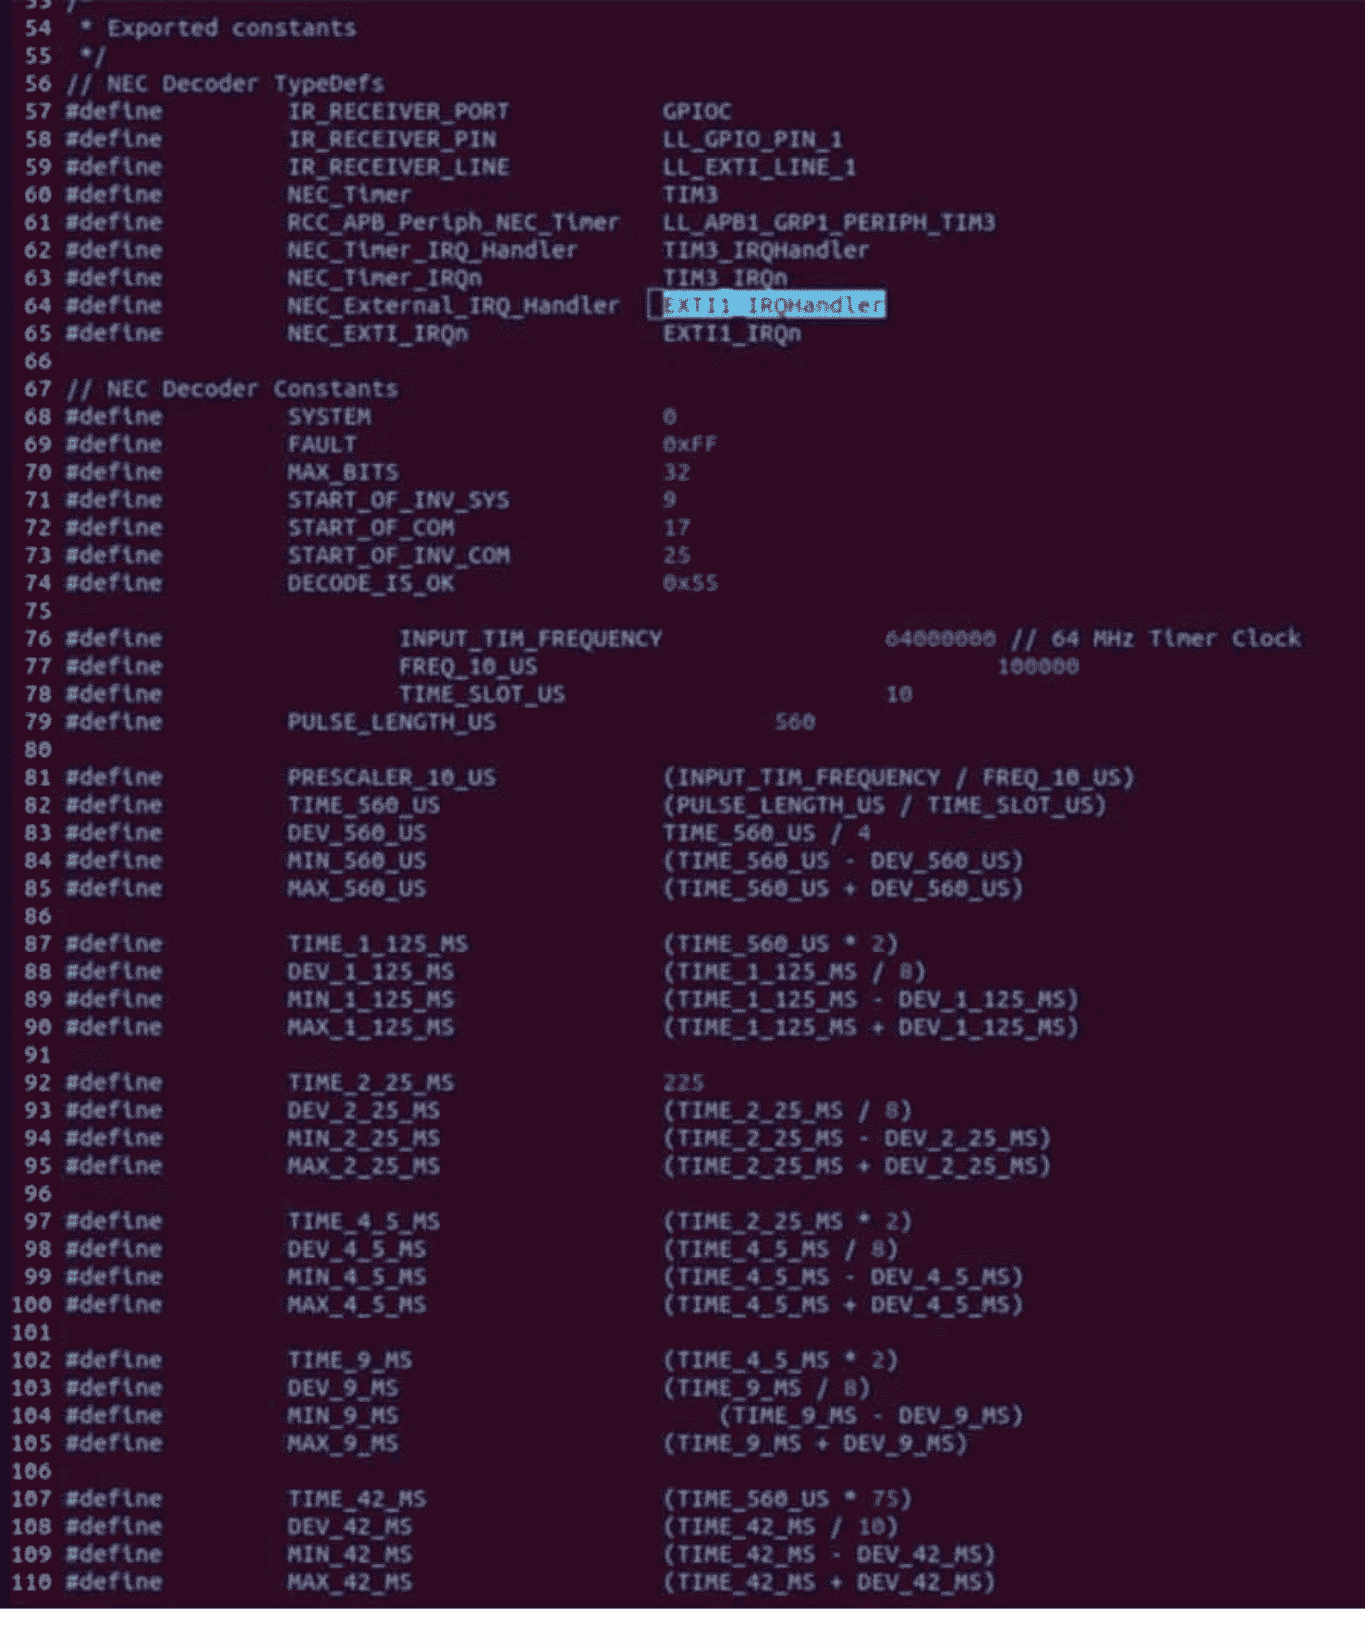 54 * Exported constants
55 */
56 // NEC Decoder TypeDefs
57 #define IR_RECEIVER_PORT GPIOC
58 #define IR_RECEIVER_PIN LL_GPIO_PIN_1
59 #define IR_RECEIVER_LINE LL_EXTI_LINE_1
60 #define NEC_Timer TIM3
61 #define RCC_APB_Periph_NEC_Timer LL_APB1_GRP1_PERIPH_TIM3
62 #define NEC_Timer_IRQ_Handler TIM3_IRQHandler
63 #define NEC_Timer_IRQn TIM3_IRQn
64 #define NEC_External_IRQ_Handler EXTI1_IRQHandler
65 #define NEC_EXTI_IRQn EXTI1_IRQn
66
67 // NEC Decoder Constants
68 #define SYSTEM 0
69 #define FAULT 0xFF
70 #define MAX_BITS 32
71 #define START_OF_INV_SYS 9
72 #define START_OF_COM 17
73 #define START_OF_INV_COM 25
74 #define DECODE_IS_OK 0x55
75
76 #define INPUT_TIM_FREQUENCY 64000000 // 64 MHz Timer Clock
77 #define FREQ_10_US 100000
78 #define TIME_SLOT_US 10
79 #define PULSE_LENGTH_US 560
80
81 #define PRESCALER_10_US (INPUT_TIM_FREQUENCY / FREQ_10_US)
82 #define TIME_560_US (PULSE_LENGTH_US / TIME_SLOT_US)
83 #define DEV_560_US TIME_560_US / 4
84 #define MIN_560_US (TIME_560_US - DEV_560_US)
85 #define MAX_560_US (TIME_560_US + DEV_560_US)
86
87 #define TIME_1_125_MS (TIME_560_US * 2)
88 #define DEV_1_125_MS (TIME_1_125_MS / 8)
89 #define MIN_1_125_MS (TIME_1_125_MS - DEV_1_125_MS)
90 #define MAX_1_125_MS (TIME_1_125_MS + DEV_1_125_MS)
91
92 #define TIME_2_25_MS 225
93 #define DEV_2_25_MS (TIME_2_25_MS / 8)
94 #define MIN_2_25_MS (TIME_2_25_MS - DEV_2_25_MS)
95 #define MAX_2_25_MS (TIME_2_25_MS + DEV_2_25_MS)
96
97 #define TIME_4_5_MS (TIME_2_25_MS * 2)
98 #define DEV_4_5_MS (TIME_4_5_MS / 8)
99 #define MIN_4_5_MS (TIME_4_5_MS - DEV_4_5_MS)
100 #define MAX_4_5_MS (TIME_4_5_MS + DEV_4_5_MS)
101
102 #define TIME_9_MS (TIME_4_5_MS * 2)
103 #define DEV_9_MS (TIME_9_MS / 8)
104 #define MIN_9_MS (TIME_9_MS - DEV_9_MS)
105 #define MAX_9_MS (TIME_9_MS + DEV_9_MS)
106
107 #define TIME_42_MS (TIME_560_US * 75)
108 #define DEV_42_MS (TIME_42_MS / 10)
109 #define MIN_42_MS (TIME_42_MS - DEV_42_MS)
110 #define MAX_42_MS (TIME_42_MS + DEV_42_MS)